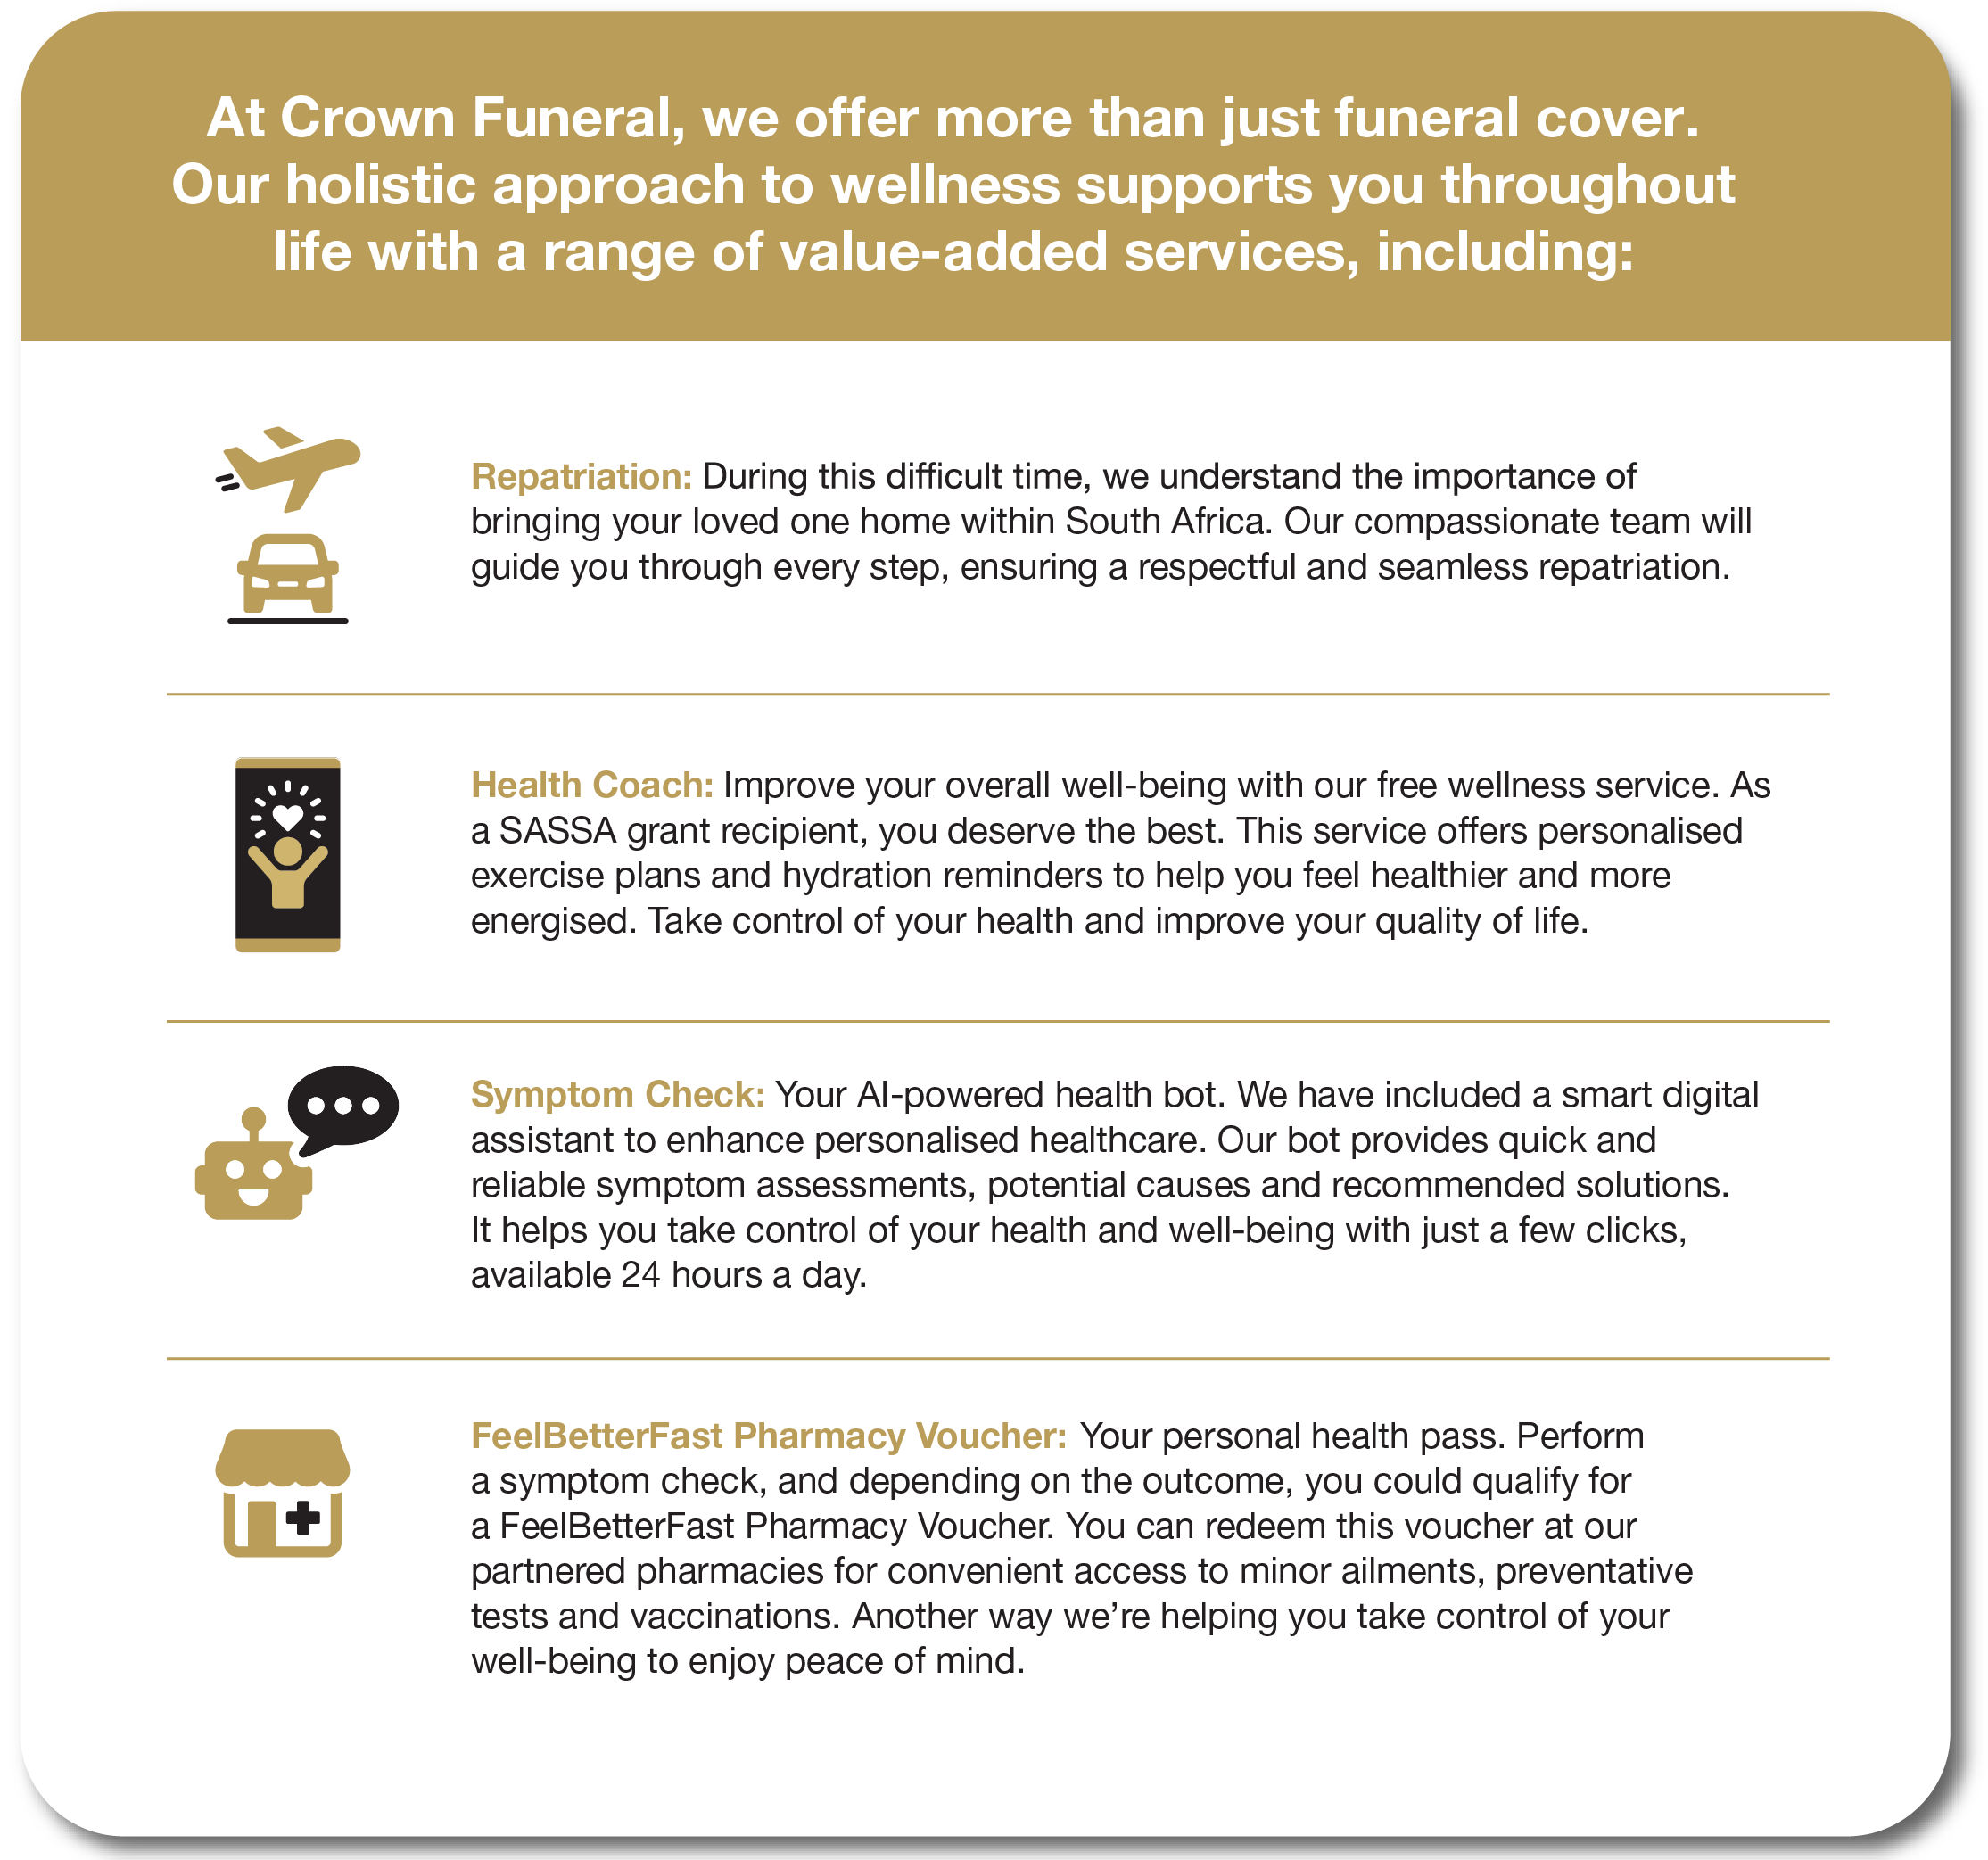 At Crown Funeral, we offer more than just funeral cover.
Our holistic approach to wellness supports you throughout
life with a range of value-added services, including:
Repatriation: During this difficult time, we understand the importance of
bringing your loved one home within South Africa. Our compassionate team will
guide you through every step, ensuring a respectful and seamless repatriation.
Health Coach: Improve your overall well-being with our free wellness service. As
a SASSA grant recipient, you deserve the best. This service offers personalised
exercise plans and hydration reminders to help you feel healthier and more
energised. Take control of your health and improve your quality of life.
Symptom Check: Your AI-powered health bot. We have included a smart digital
assistant to enhance personalised healthcare. Our bot provides quick and
reliable symptom assessments, potential causes and recommended solutions.
It helps you take control of your health and well-being with just a few clicks,
available 24 hours a day.
FeelBetterFast Pharmacy Voucher: Your personal health pass. Perform
a symptom check, and depending on the outcome, you could qualify for
a FeelBetterFast Pharmacy Voucher. You can redeem this voucher at our
partnered pharmacies for convenient access to minor ailments, preventative
tests and vaccinations. Another way we’re helping you take control of your
well-being to enjoy peace of mind.